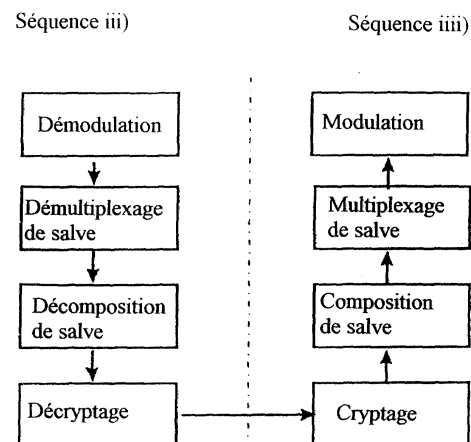 Séquence iii)
Séquence iiii)
Démodulation
Démultiplexage
de salve
Décomposition
de salve
Décryptage
Modulation
Multiplexage
de salve
Composition
de salve
Cryptage